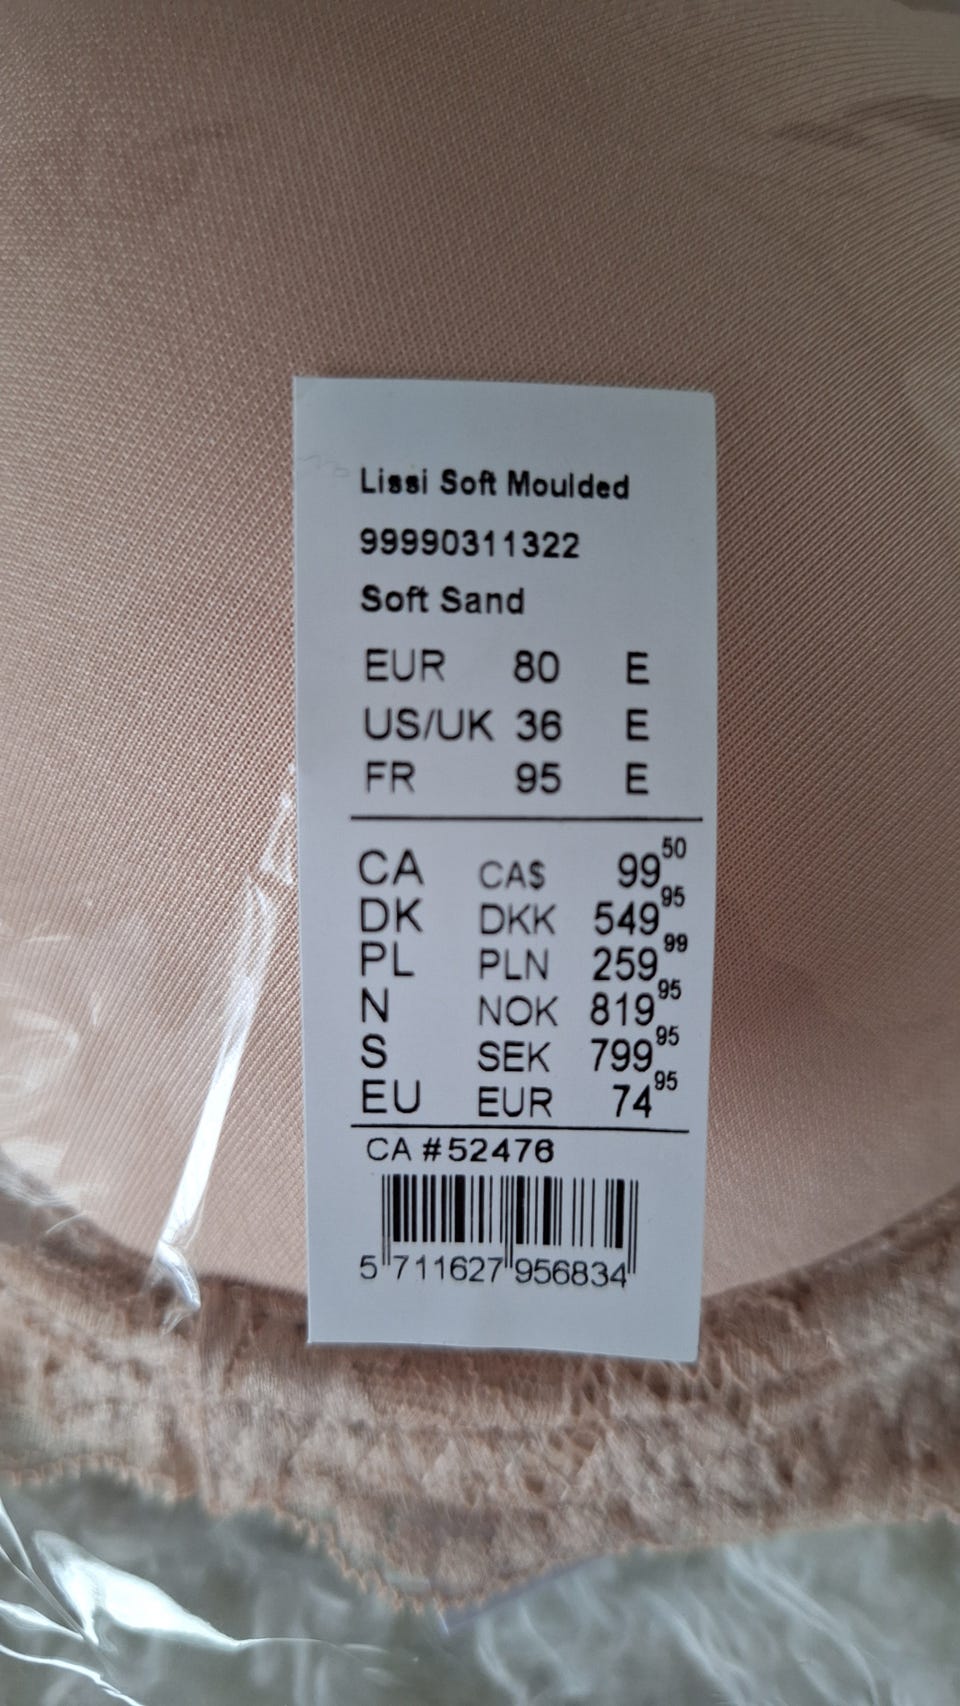 Lissi Soft Moulded
99990311322
Soft Sand
EUR 80 E
US/UK 36 E
FR 95 E
CA CA$ 99 50
DK DKK 549 95
PL PLN 259 99
N NOK 819 95
S SEK 799 95
EU EUR 74 95
CA #52476
5 711627 956834